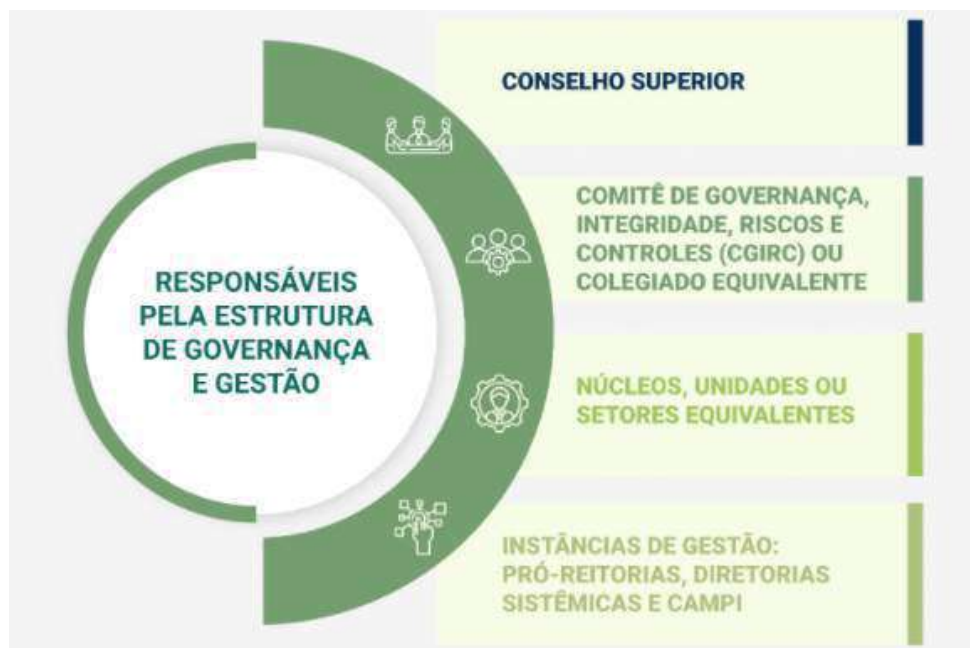 RESPONSÁVEIS
PELA ESTRUTURA
DE GOVERNANÇA
E GESTÃO
CONSELHO SUPERIOR
COMITÊ DE GOVERNANÇA,
INTEGRIDADE, RISCOS E
CONTROLES (CGIRC) OU
COLEGIADO EQUIVALENTE
NÚCLEOS, UNIDADES OU
SETORES EQUIVALENTES
INSTÂNCIAS DE GESTÃO:
PRÓ-REITORIAS, DIRETORIAS
SISTÊMICAS E CAMPI